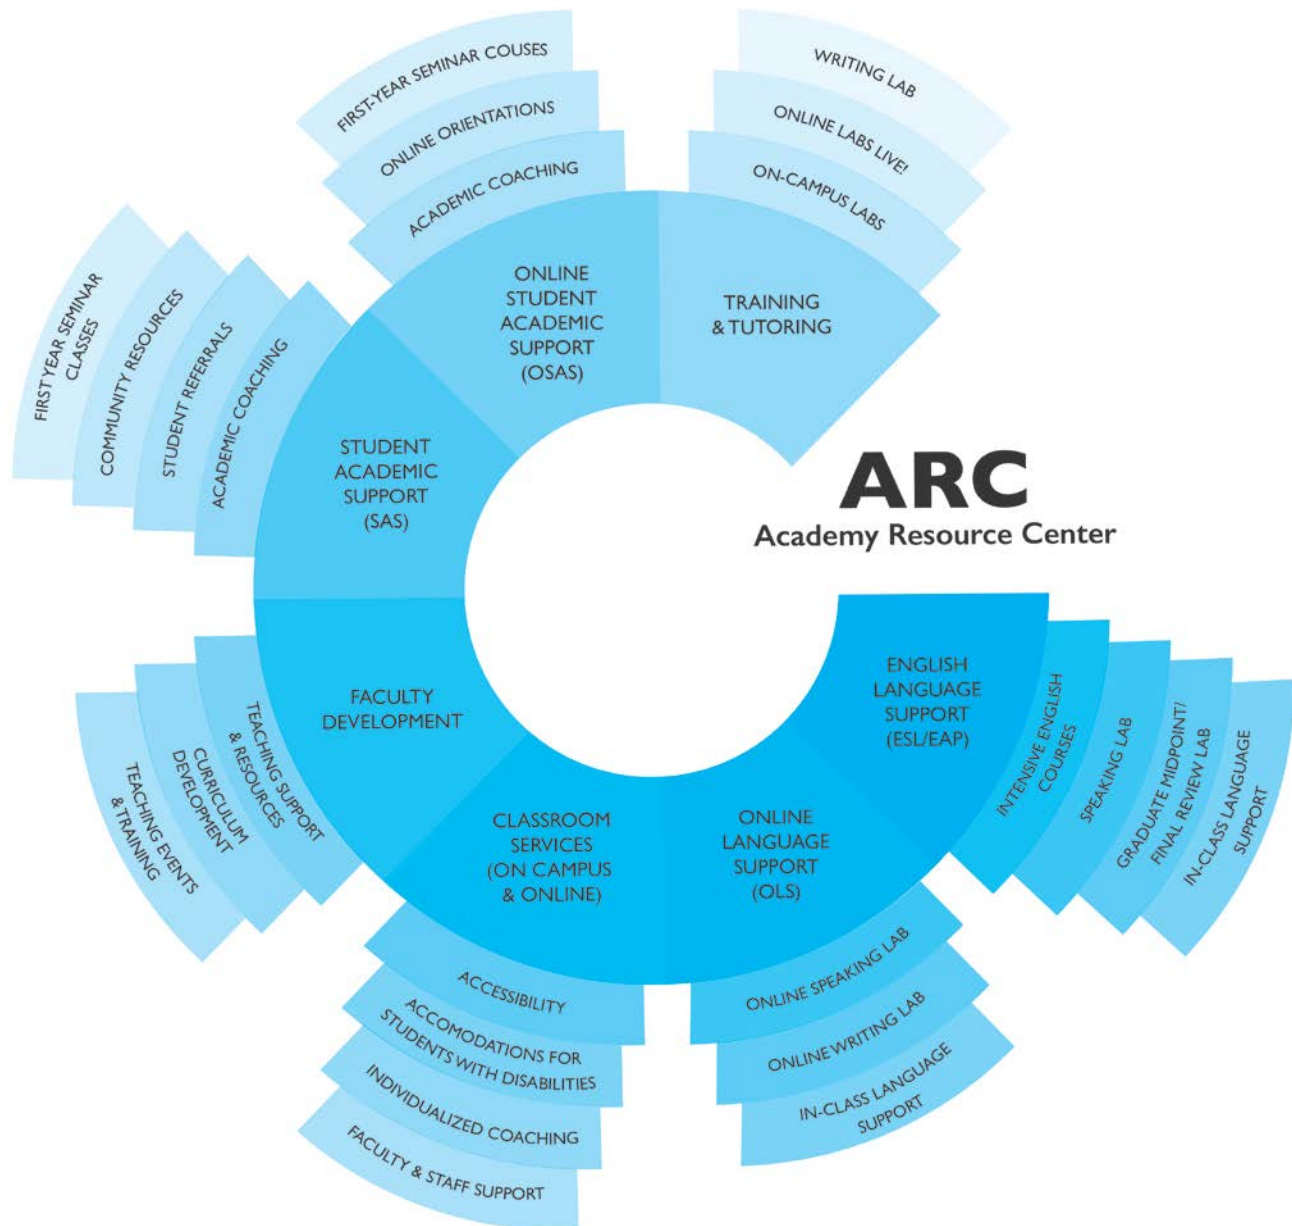 ARC
Academy Resource Center
WRITING LAB
ONLINE LABS LIVE!
ON-CAMPUS LABS
TRAINING
& TUTORING
FIRST-YEAR SEMINAR COUSES
ONLINE ORIENTATIONS
ACADEMIC COACHING
ONLINE
STUDENT
ACADEMIC
SUPPORT
(OSAS)
FIRST YEAR SEMINAR
CLASSES
COMMUNITY RESOURCES
STUDENT REFERRALS
ACADEMIC COACHING
STUDENT
ACADEMIC
SUPPORT
(SAS)
FACULTY
DEVELOPMENT
TEACHING SUPPORT
& RESOURCES
CURRICULUM
DEVELOPMENT
TEACHING EVENTS
& TRAINING
CLASSROOM
SERVICES
(ON CAMPUS
& ONLINE)
ACCESSIBILITY
ACCOMODATIONS FOR
STUDENTS WITH DISABILITIES
INDIVIDUALIZED COACHING
FACULTY & STAFF SUPPORT
ONLINE
LANGUAGE
SUPPORT
(OLS)
ONLINE SPEAKING LAB
ONLINE WRITING LAB
IN-CLASS LANGUAGE
SUPPORT
ENGLISH
LANGUAGE
SUPPORT
(ESL/EAP)
INTENSIVE ENGLISH
COURSES
SPEAKING LAB
GRADUATE MIDPOINT/
FINAL REVIEW LAB
IN-CLASS LANGUAGE
SUPPORT